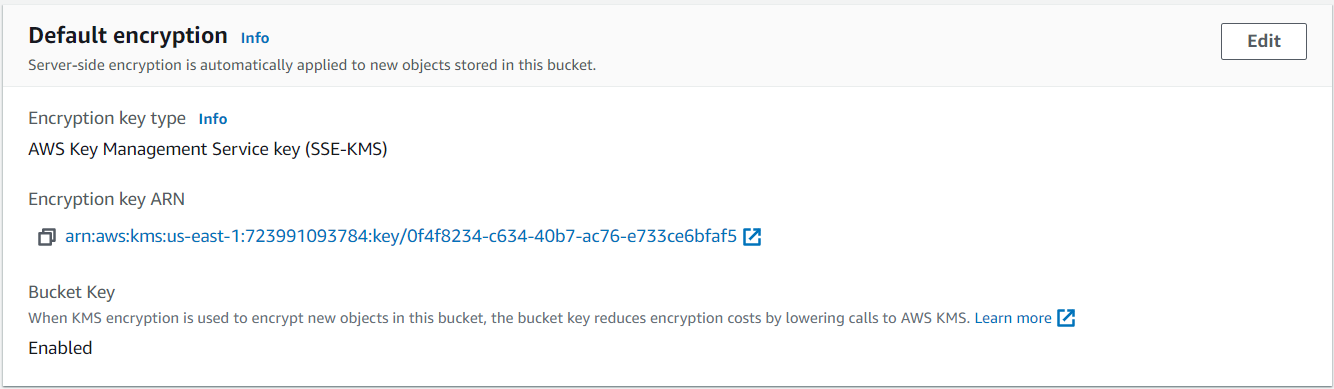 Default encryption Info
Edit
Server-side encryption is automatically applied to new objects stored in this bucket.
Encryption key type Info
AWS Key Management Service key (SSE-KMS)
Encryption key ARN
arn:aws:kms:us-east-1:723991093784:key/0f4f8234-c634-40b7-ac76-e733ce6bfaf5
Bucket Key
When KMS encryption is used to encrypt new objects in this bucket, the bucket key reduces encryption costs by lowering calls to AWS KMS. Learn more
Enabled